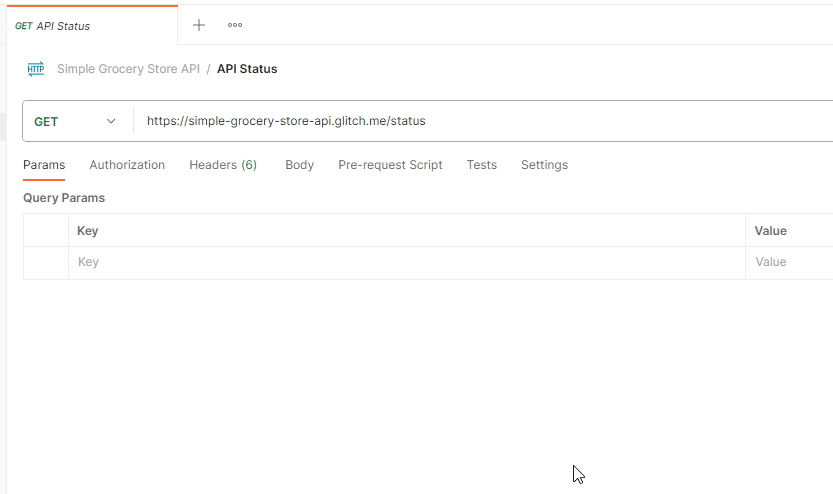 GET API Status
HTTP Simple Grocery Store API / API Status
GET https://simple-grocery-store-api.glitch.me/status
Params Authorization Headers (6) Body Pre-request Script Tests Settings
Query Params
Key Value
Key Value